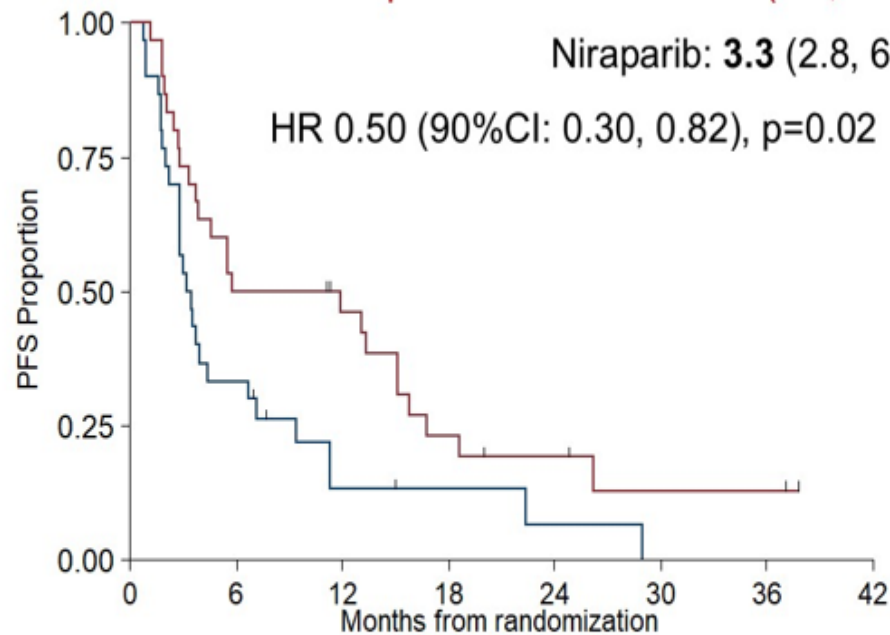 Niraparib: 3.3 (2.8, 6
HR 0.50 (90%CI: 0.30, 0.82), p=0.02
1.00
0.75
0.50
0.25
0.00
PFS Proportion
0 6 12 18 24 30 36 42
Months from randomization